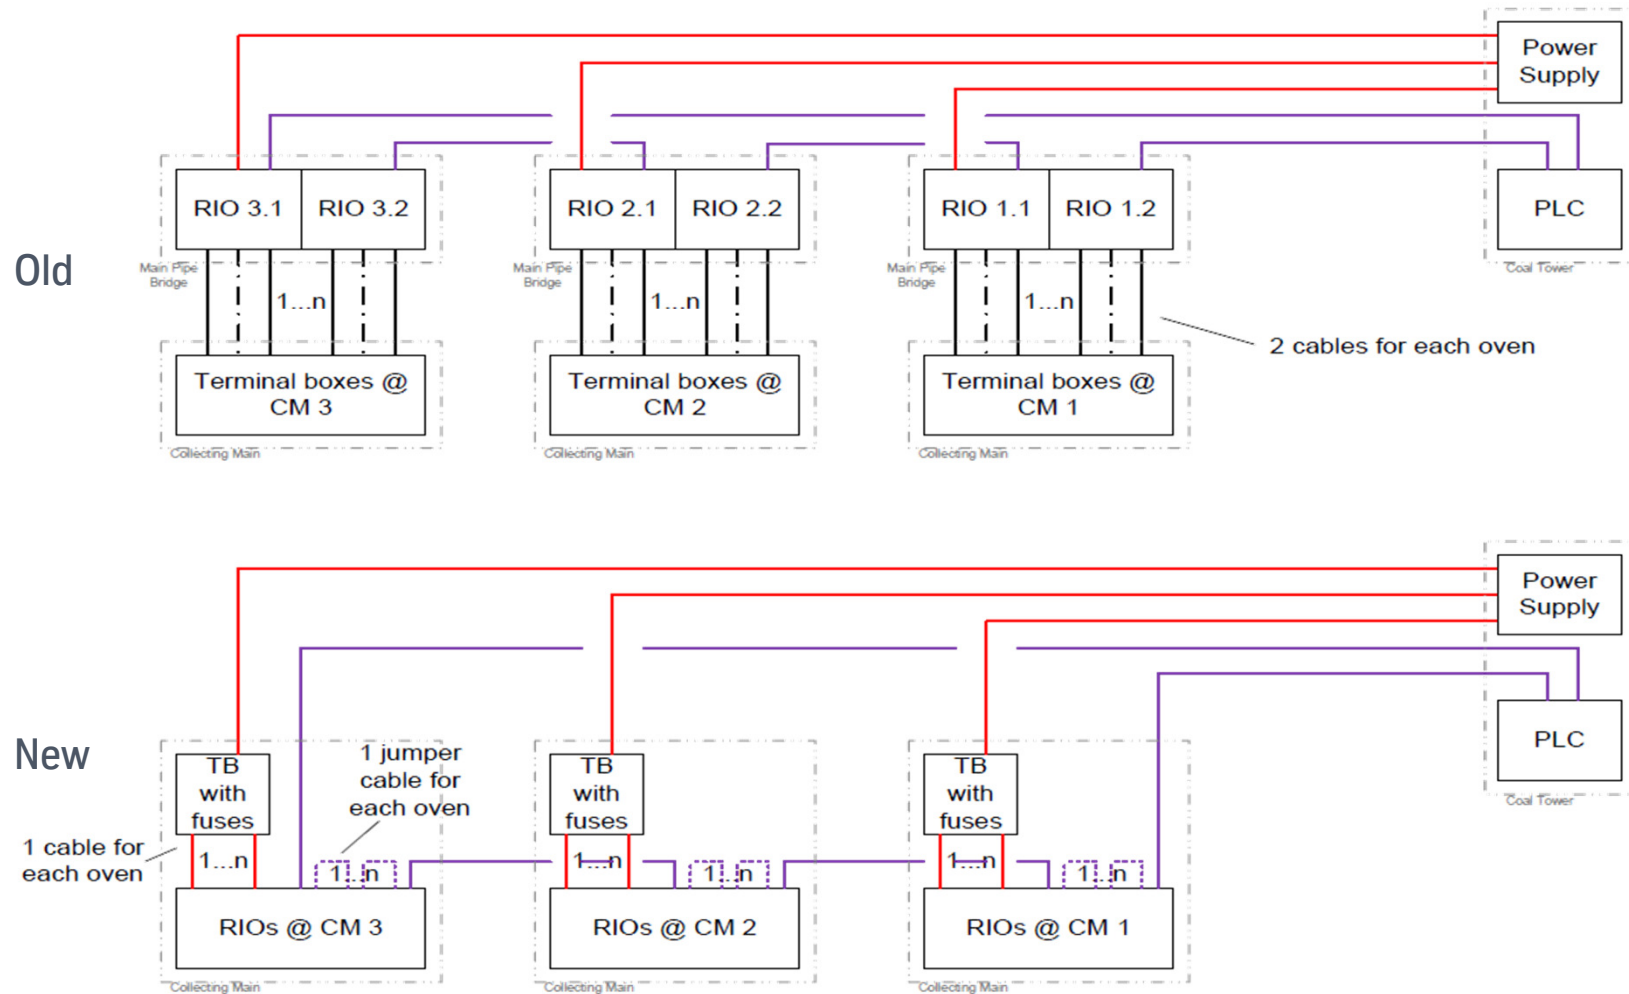 Old
Power
Supply
RIO 3.1
RIO 3.2
RIO 2.1
RIO 2.2
RIO 1.1
RIO 1.2
PLC
Main Pipe
Bridge
Main Pipe
Bridge
Main Pipe
Bridge
Coal Tower
1...n
1...n
1...n
2 cables for each oven
Terminal boxes @
CM 3
Terminal boxes @
CM 2
Terminal boxes @
CM 1
Collecting Main
Collecting Main
Collecting Main
New
Power
Supply
PLC
Coal Tower
TB
with
fuses
1 jumper
cable for
each oven
TB
with
fuses
TB
with
fuses
1 cable for
each oven
1...n
1...n
1...n
1...n
1...n
1...n
RIOs @ CM 3
RIOs @ CM 2
RIOs @ CM 1
Collecting Main
Collecting Main
Collecting Main